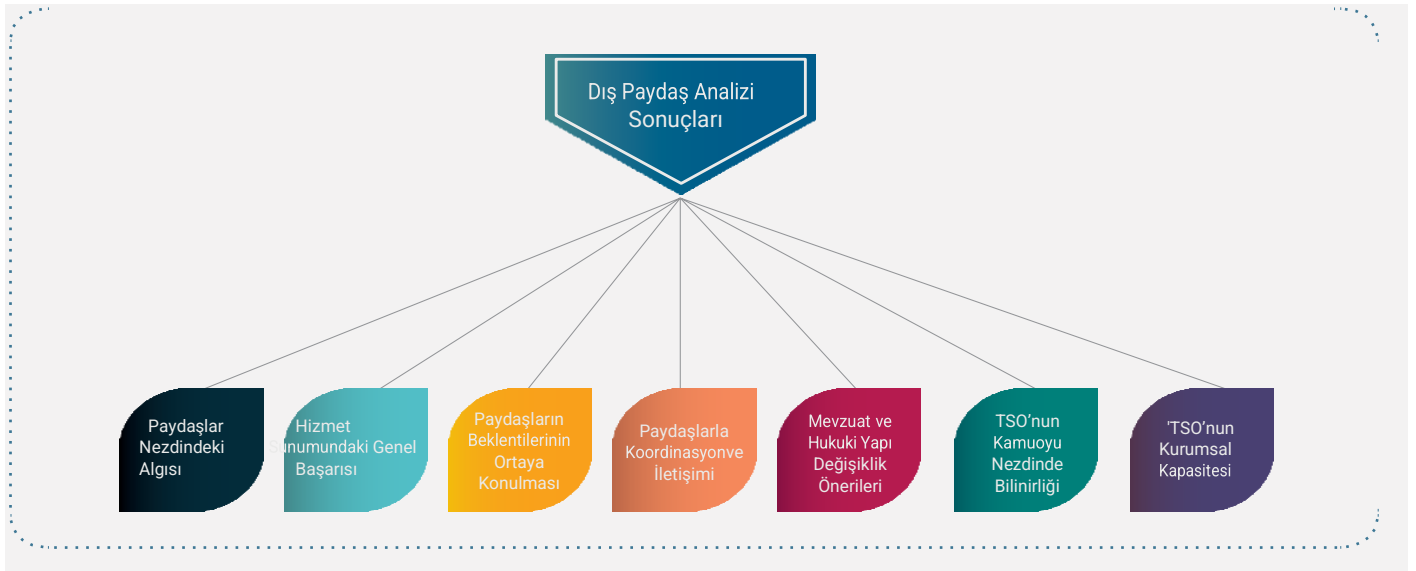 Dış Paydaş Analizi
Sonuçları
Paydaşlar
Nezdindeki
Algısı
Hizmet
Sunumundaki Genel
Başarısı
Paydaşların
Beklentilerinin
Ortaya
Konulması
Paydaşlarla
Koordinasyonve
İletişimi
Mevzuat ve
Hukuki Yapı
Değişiklik
Önerileri
TSO’nun
Kamuoyu
Nezdinde
Bilinirliği
'TSO’nun
Kurumsal
Kapasitesi